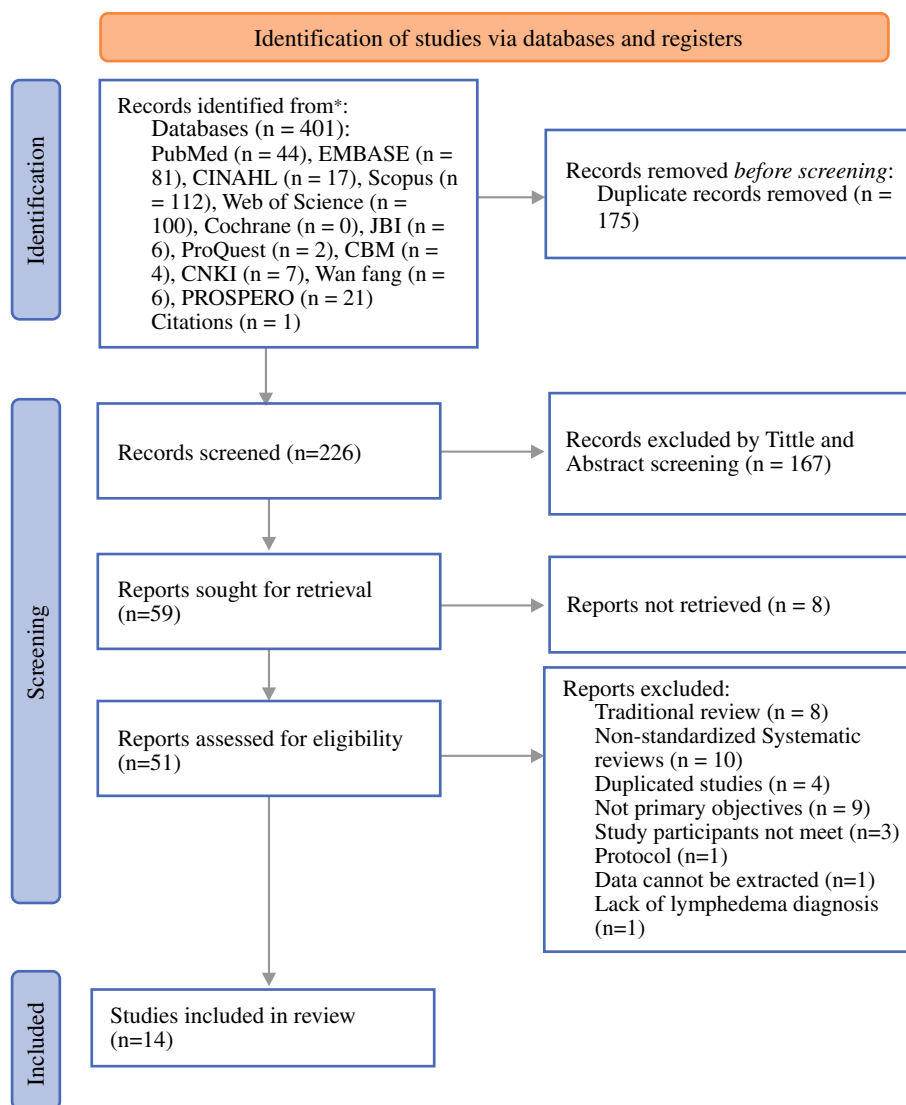 Identification of studies via databases and registers
Identification
Records identified from*:
Databases (n = 401):
PubMed (n = 44), EMBASE (n =
81), CINAHL (n = 17), Scopus (n
= 112), Web of Science (n =
100), Cochrane (n = 0), JBI (n =
6), ProQuest (n = 2), CBM (n =
4), CNKI (n = 7), Wan fang (n =
6), PROSPERO (n = 21)
Citations (n = 1)
Records removed before screening:
Duplicate records removed (n =
175)
Screening
Records screened (n=226)
Records excluded by Tittle and
Abstract screening (n = 167)
Reports sought for retrieval
(n=59)
Reports not retrieved (n = 8)
Reports assessed for eligibility
(n=51)
Reports excluded:
Traditional review (n = 8)
Non-standardized Systematic
reviews (n = 10)
Duplicated studies (n = 4)
Not primary objectives (n = 9)
Study participants not meet (n=3)
Protocol (n=1)
Data cannot be extracted (n=1)
Lack of lymphedema diagnosis
(n=1)
Included
Studies included in review
(n=14)